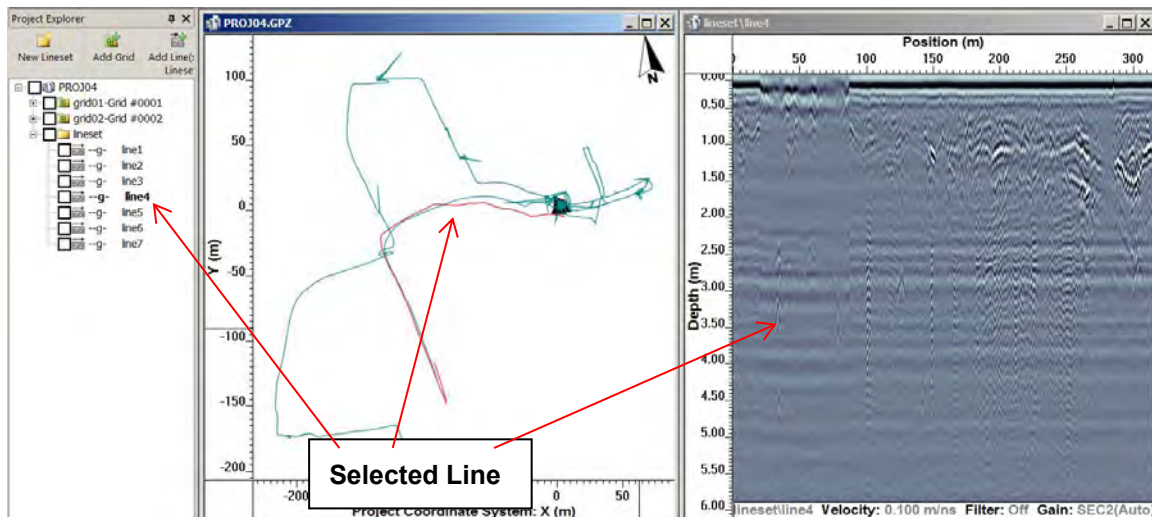 Project Explorer
New Lineset
Add Grid
Add Line(s
Linese
PROJ04
grid01-Grid #0001
grid02-Grid #0002
lineset
--g- line1
--g- line2
--g- line3
--g- line4
--g- line5
--g- line6
--g- line7
PROJ04.GPZ
N
100
50
0
-50
-100
-150
-200
Y (m)
-200
0
50
Project Coordinate System: X (m)
Selected Line
lineset\line4
Position (m)
0 50 100 150 200 250 300
0.00
0.50
1.00
1.50
2.00
2.50
3.00
3.50
4.00
4.50
5.00
5.50
6.00
Depth (m)
lineset\line4 Velocity: 0.100 m/ns Filter: Off Gain: SEC2(Auto)